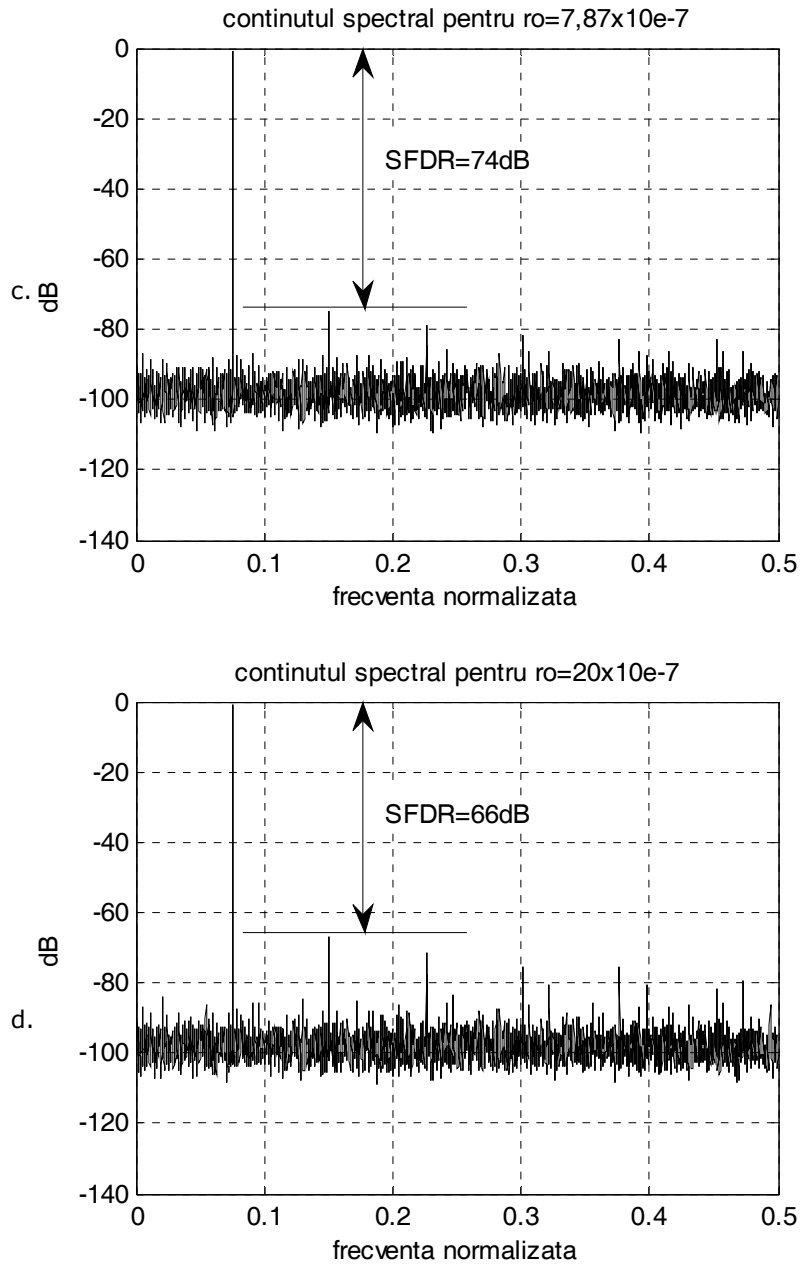 continutul spectral pentru ro=7,87x10e-7
0
-20
SFDR=74dB
-40
-60
c.
dB
-80
-100
-120
-140
0 0.1 0.2 0.3 0.4 0.5
frecventa normalizata
continutul spectral pentru ro=20x10e-7
0
-20
SFDR=66dB
-40
-60
dB
-80
d.
-100
-120
-140
0 0.1 0.2 0.3 0.4 0.5
frecventa normalizata